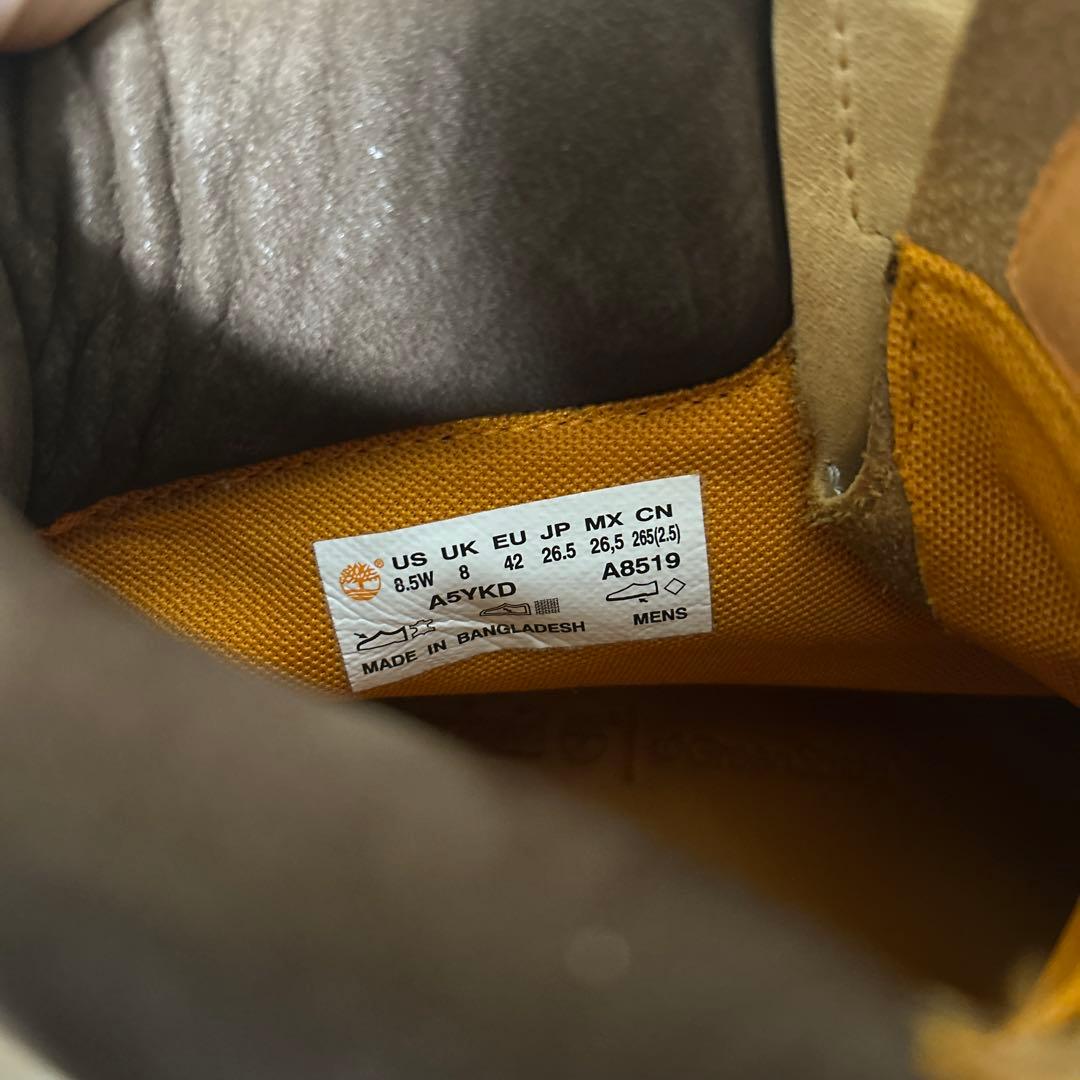 ® US UK EU JP MX CN
8.5W 8 42 26.5 26,5 265(2.5)
A5YKD A8519
MADE IN BANGLADESH MENS